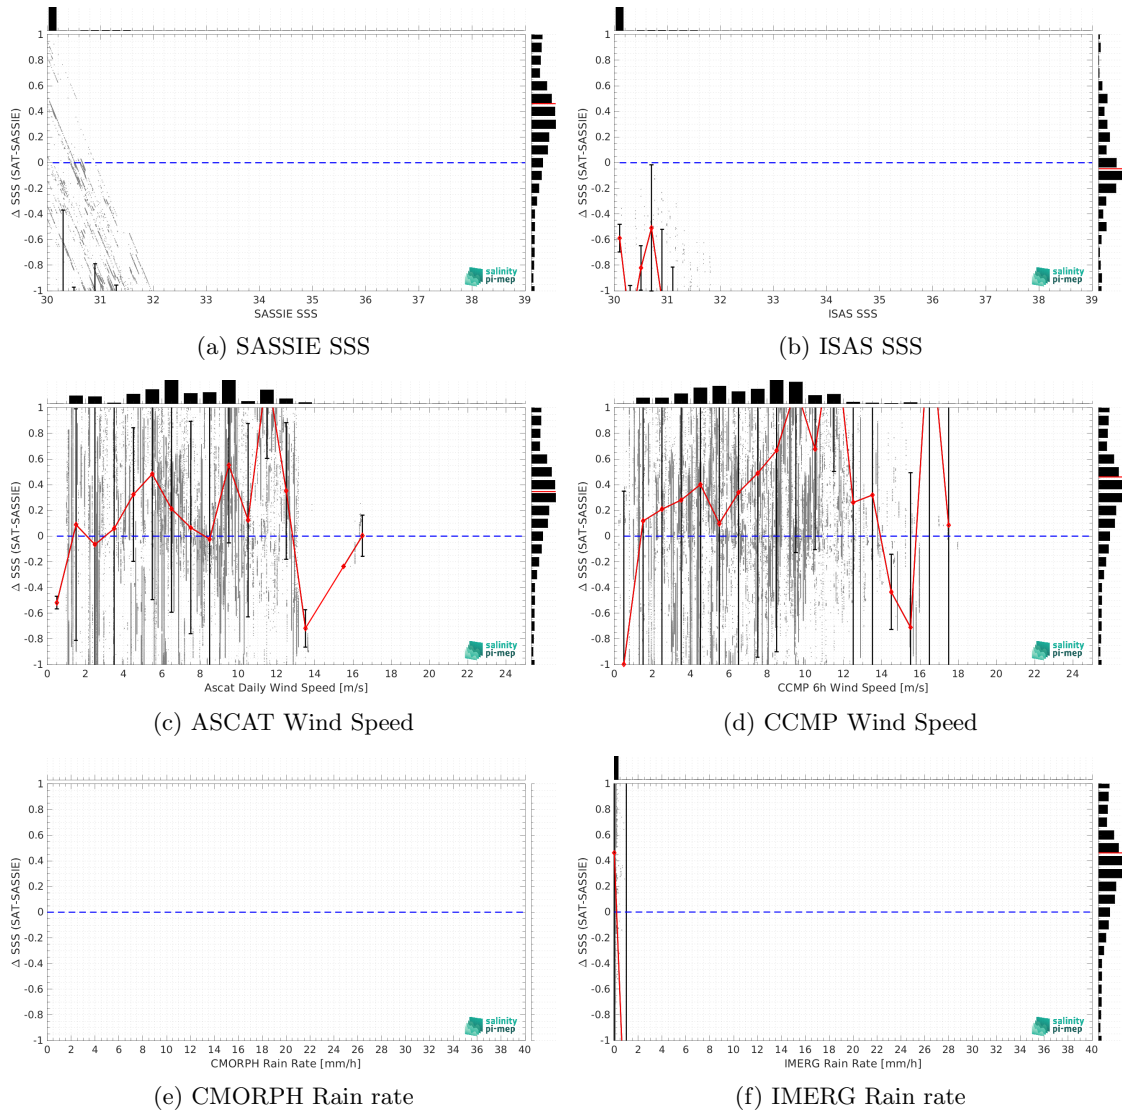 1
0.8
0.6
0.4
0.2
0
-0.2
-0.4
-0.6
-0.8
-1
Δ SSS (SAT-SASSIE)
30 31 32 33 34 35 36 37 38 39
SASSIE SSS
salinity
pi-mep
(a) SASSIE SSS
1
0.8
0.6
0.4
0.2
0
-0.2
-0.4
-0.6
-0.8
-1
Δ SSS (SAT-SASSIE)
30 31 32 33 34 35 36 37 38 39
ISAS SSS
salinity
pi-mep
(b) ISAS SSS
1
0.8
0.6
0.4
0.2
0
-0.2
-0.4
-0.6
-0.8
-1
Δ SSS (SAT-SASSIE)
0 2 4 6 8 10 12 14 16 18 20 22 24
Ascat Daily Wind Speed [m/s]
salinity
pi-mep
(c) ASCAT Wind Speed
1
0.8
0.6
0.4
0.2
0
-0.2
-0.4
-0.6
-0.8
-1
Δ SSS (SAT-SASSIE)
0 2 4 6 8 10 12 14 16 18 20 22 24
CCMP 6h Wind Speed [m/s]
salinity
pi-mep
(d) CCMP Wind Speed
1
0.8
0.6
0.4
0.2
0
-0.2
-0.4
-0.6
-0.8
-1
Δ SSS (SAT-SASSIE)
0 2 4 6 8 10 12 14 16 18 20 22 24 26 28 30 32 34 36 38 40
CMORPH Rain Rate [mm/h]
salinity
pi-mep
(e) CMORPH Rain rate
1
0.8
0.6
0.4
0.2
0
-0.2
-0.4
-0.6
-0.8
-1
Δ SSS (SAT-SASSIE)
0 2 4 6 8 10 12 14 16 18 20 22 24 26 28 30 32 34 36 38 40
IMERG Rain Rate [mm/h]
salinity
pi-mep
(f) IMERG Rain rate